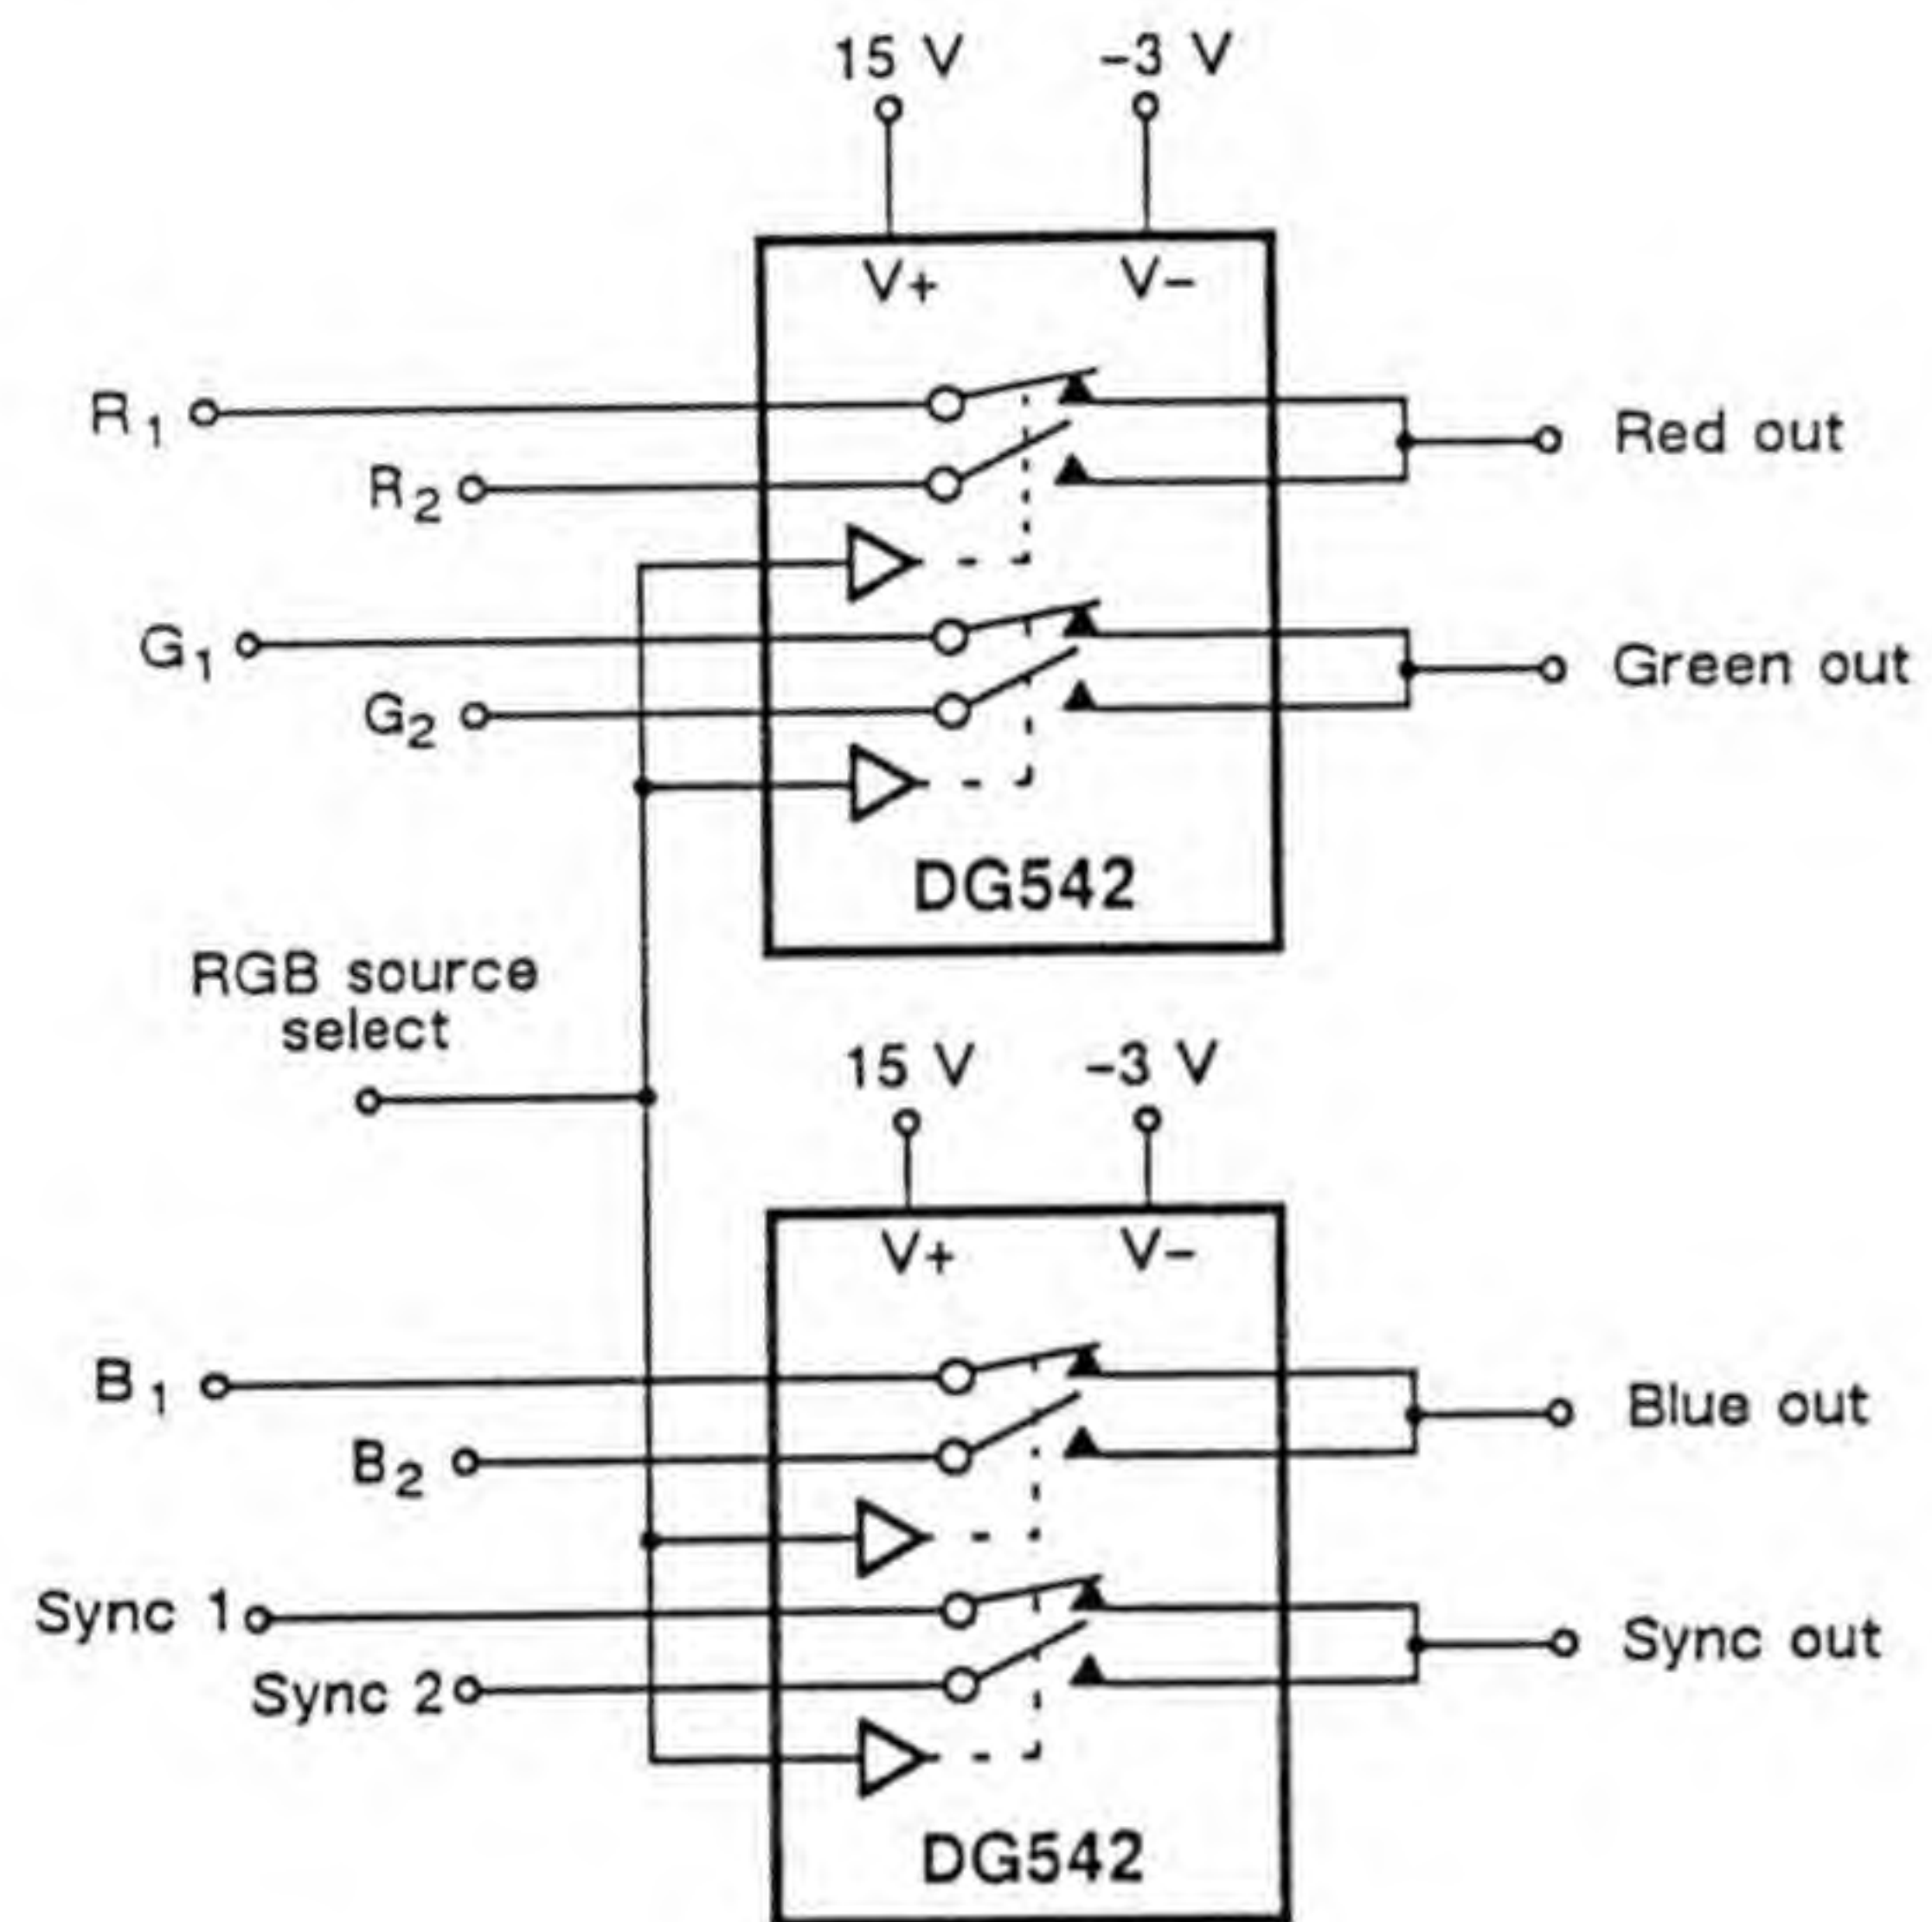 15 V
-3 V
V+
V-
R1
Red out
R2
G1
Green out
G2
DG542
RGB source
select
15 V
-3 V
V+
V-
B1
Blue out
B2
Sync 1
Sync out
Sync 2
DG542